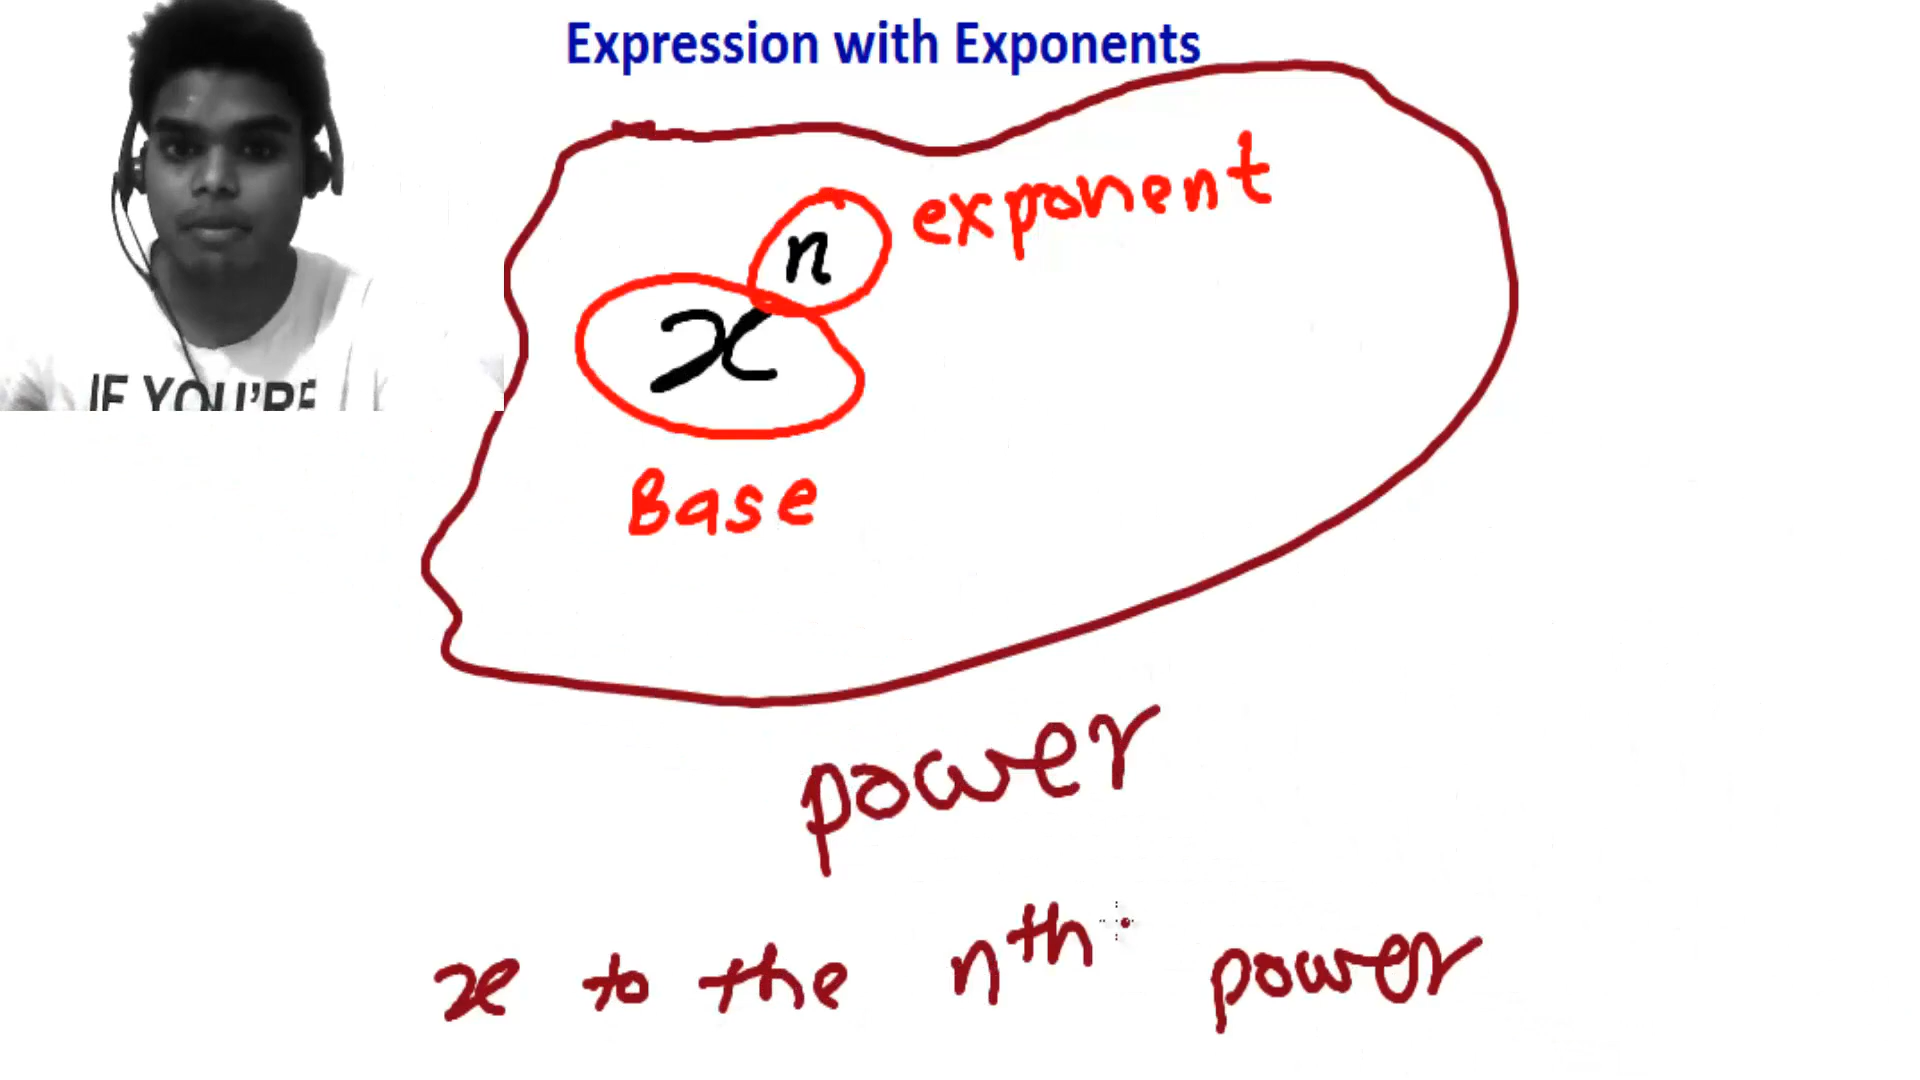 Expression with Exponents
IF YOU'RE
n exponent
x
Base
power
x to the nth power